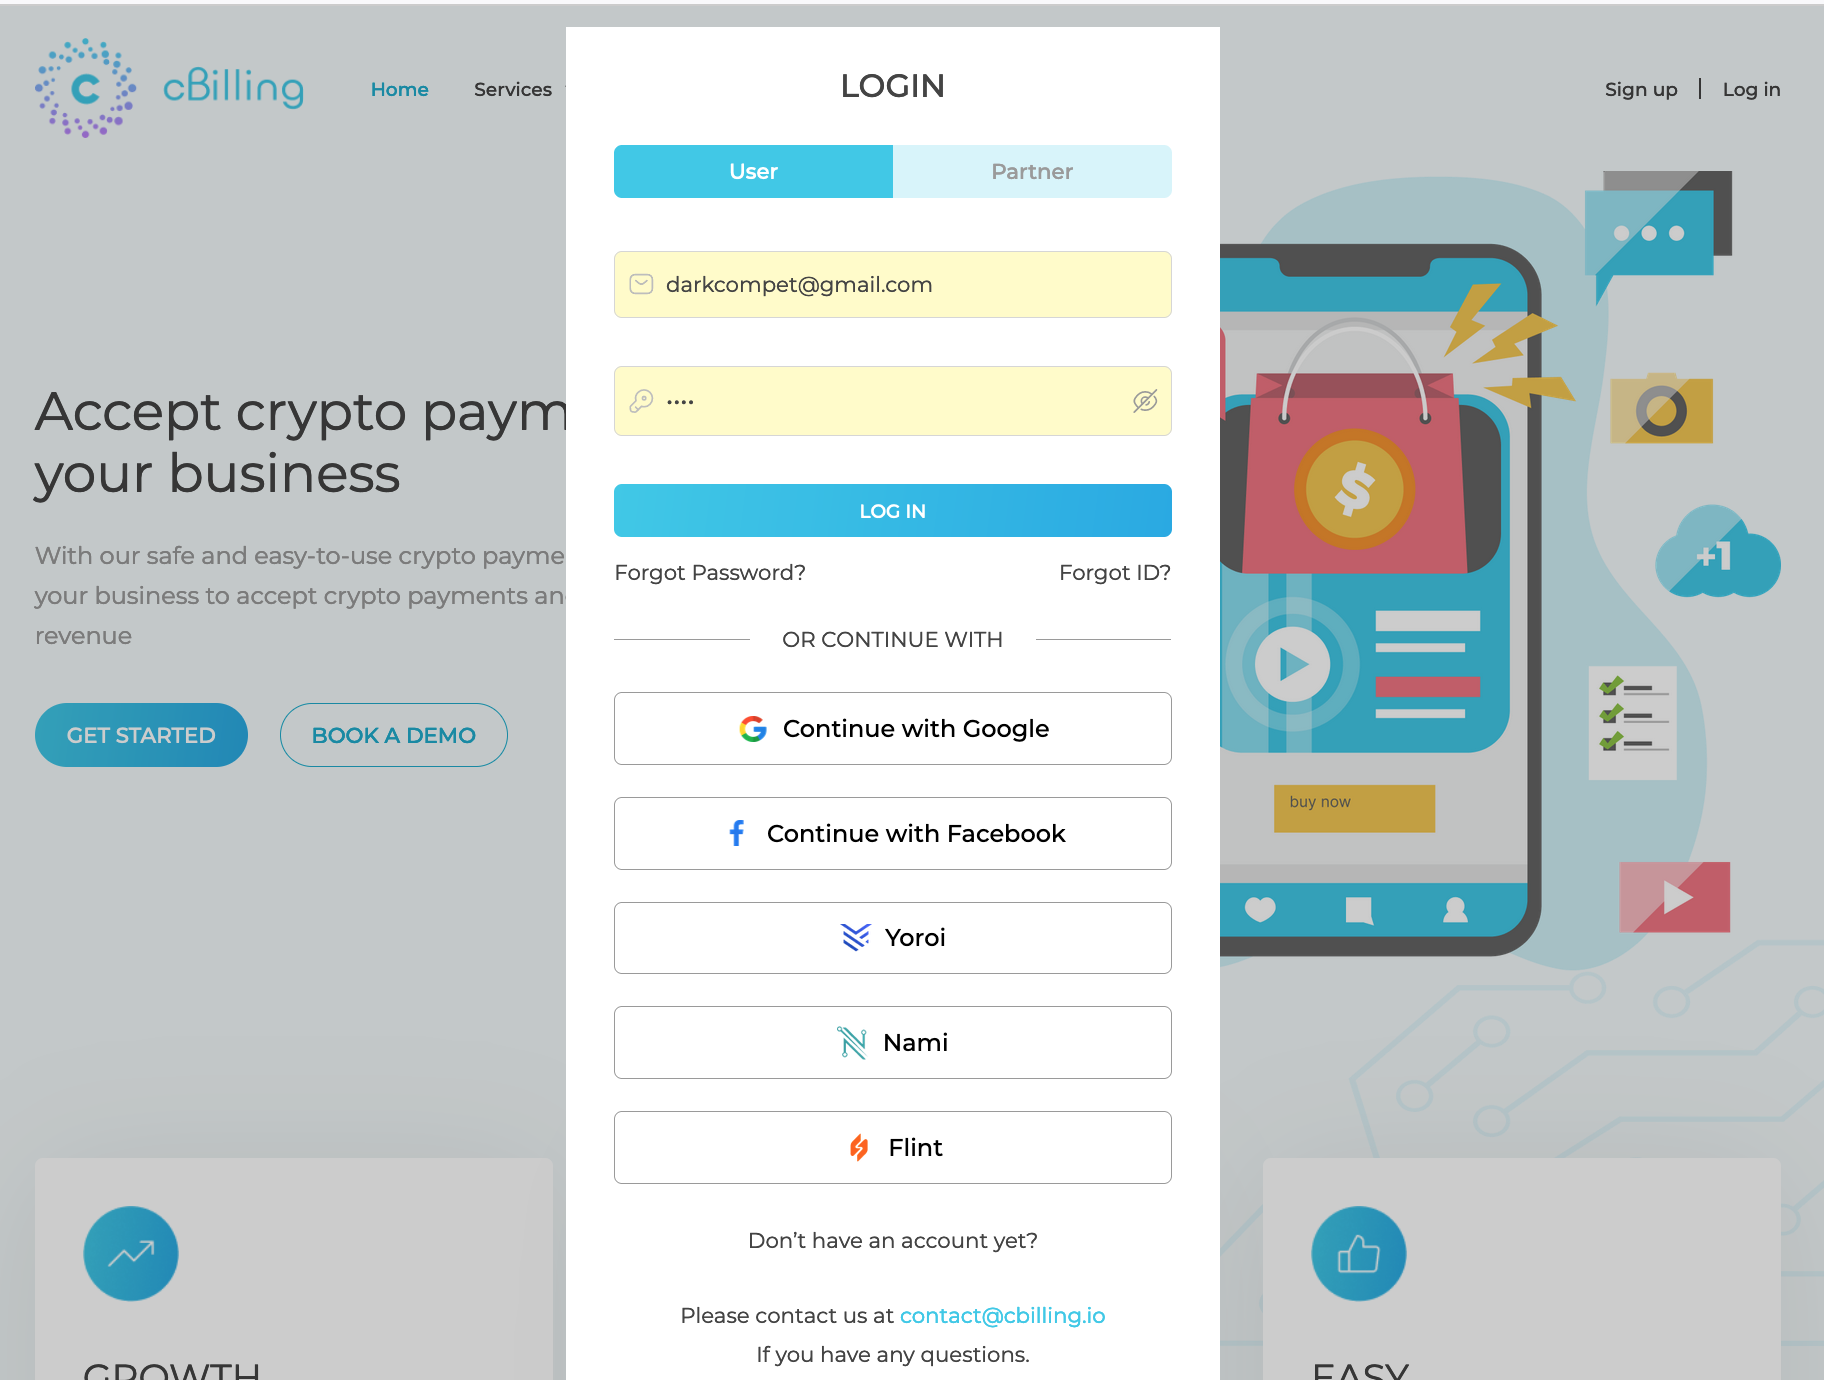 C cBilling
Home
Services
Sign up | Log in
LOGIN
User
Partner
darkcompet@gmail.com
••••
LOG IN
Forgot Password?
Forgot ID?
OR CONTINUE WITH
Continue with Google
Continue with Facebook
Yoroi
Nami
Flint
Don’t have an account yet?
Please contact us at contact@cbilling.io
If you have any questions.
Accept crypto paym
your business
With our safe and easy-to-use crypto payme
your business to accept crypto payments an
revenue
GET STARTED
BOOK A DEMO
$
+1
buy now
GROWTH
EASY